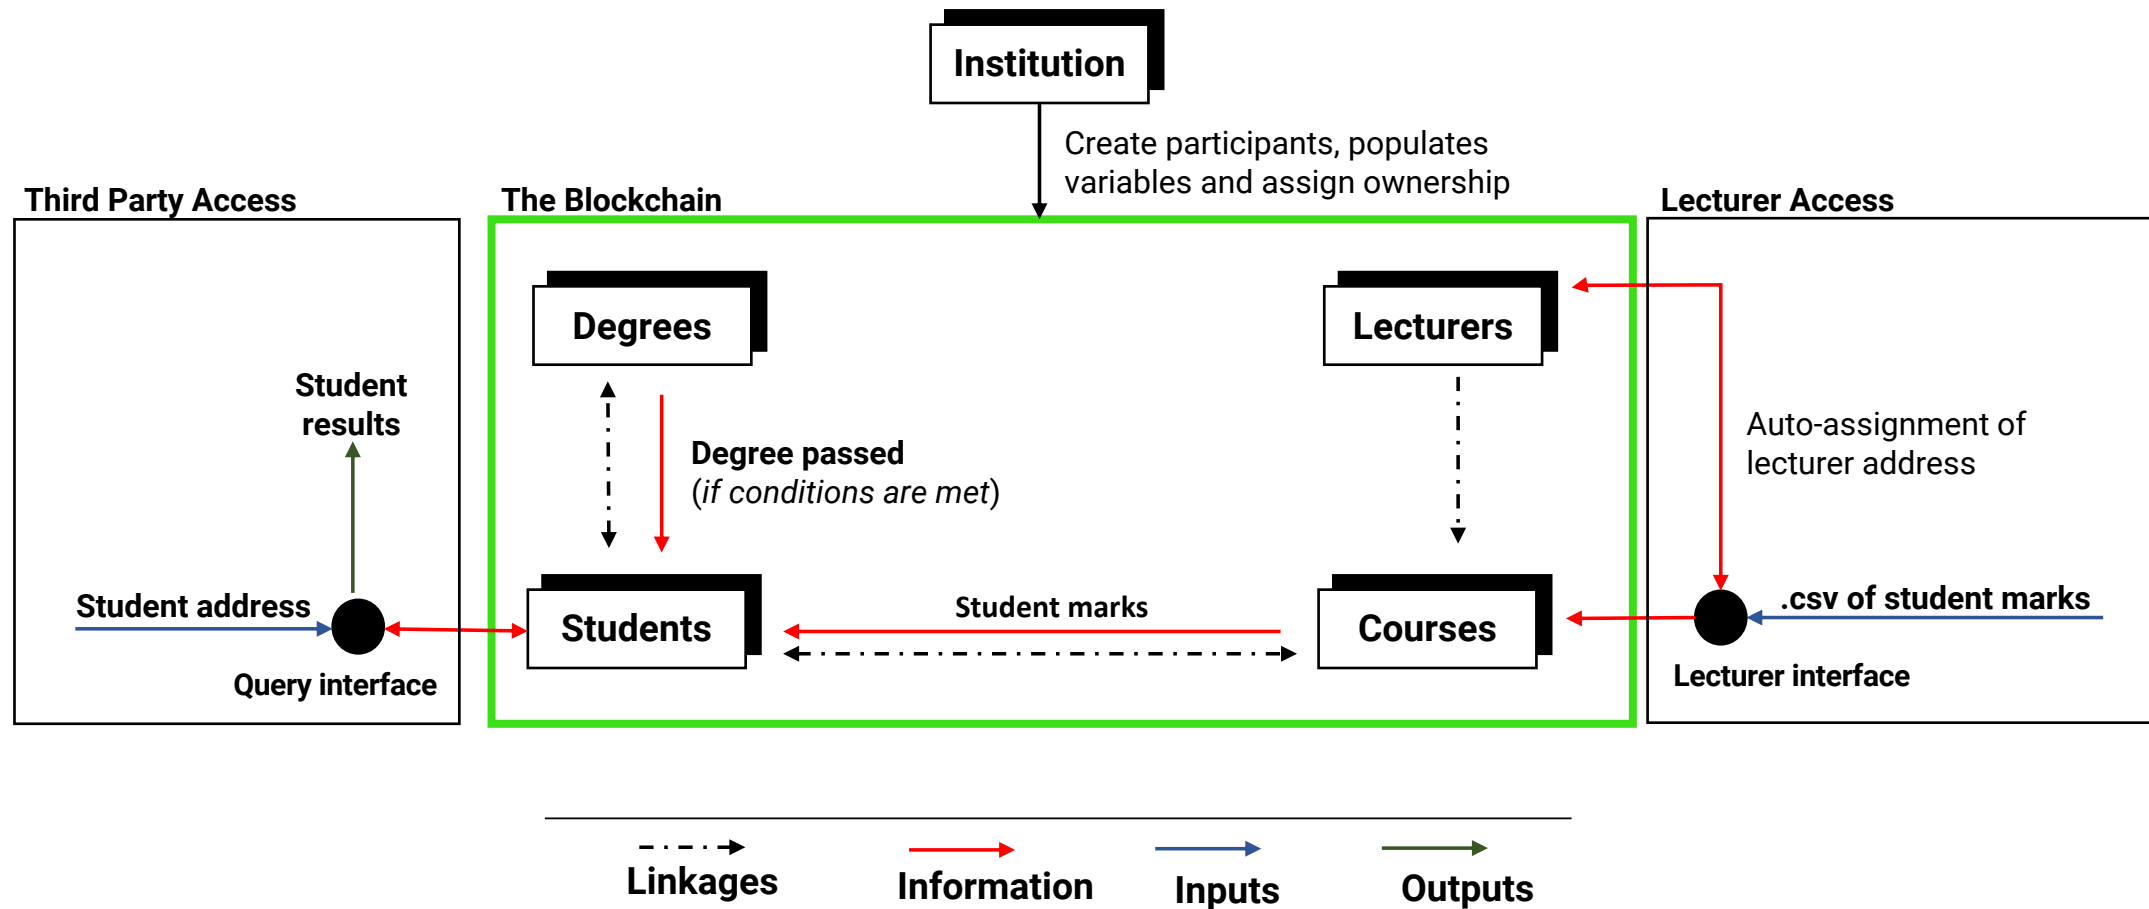 Institution
Create participants, populates
variables and assign ownership
Third Party Access
The Blockchain
Lecturer Access
Degrees
Lecturers
Student
results
Degree passed
(if conditions are met)
Auto-assignment of
lecturer address
Student address
Query interface
Students
Student marks
Courses
.csv of student marks
Lecturer interface
Linkages
Information
Inputs
Outputs